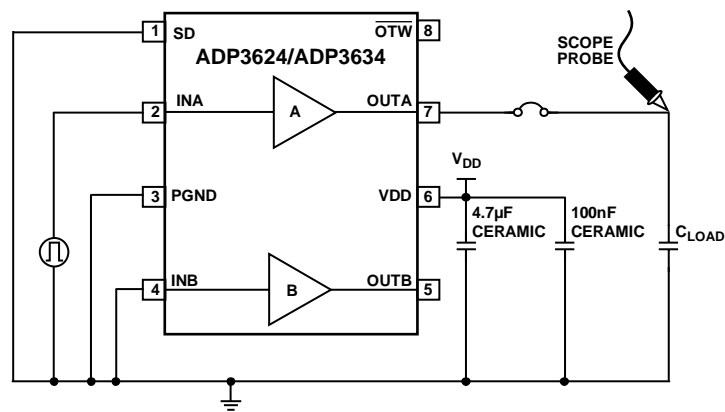 1
SD
OTW
8
ADP3624/ADP3634
SCOPE
PROBE
2
INA
A
OUTA
7
VDD
3
PGND
VDD
6
4.7µF
CERAMIC
100nF
CERAMIC
CLOAD
4
INB
B
OUTB
5